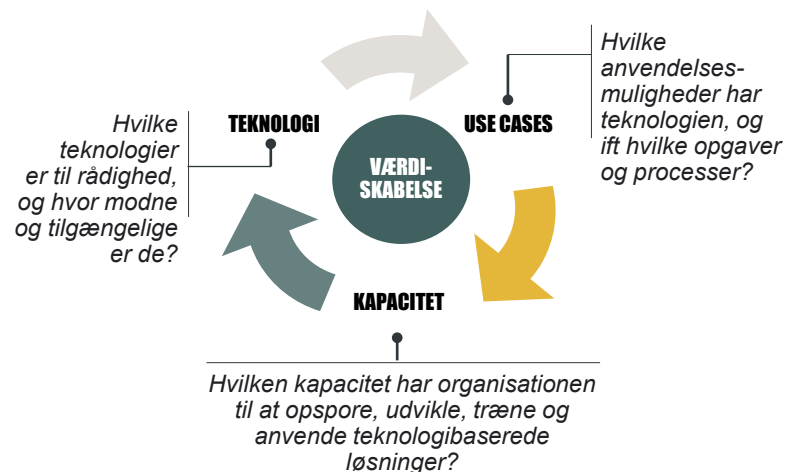 TEKNOLOGI
Hvilke
teknologier
er til rådighed,
og hvor modne
og tilgængelige
er de?
VÆRDI-
SKABELSE
USE CASES
Hvilke
anvendelses-
muligheder har
teknologien, og
ift hvilke opgaver
og processer?
KAPACITET
Hvilken kapacitet har organisationen
til at opspore, udvikle, træne og
anvende teknologibaserede
løsninger?